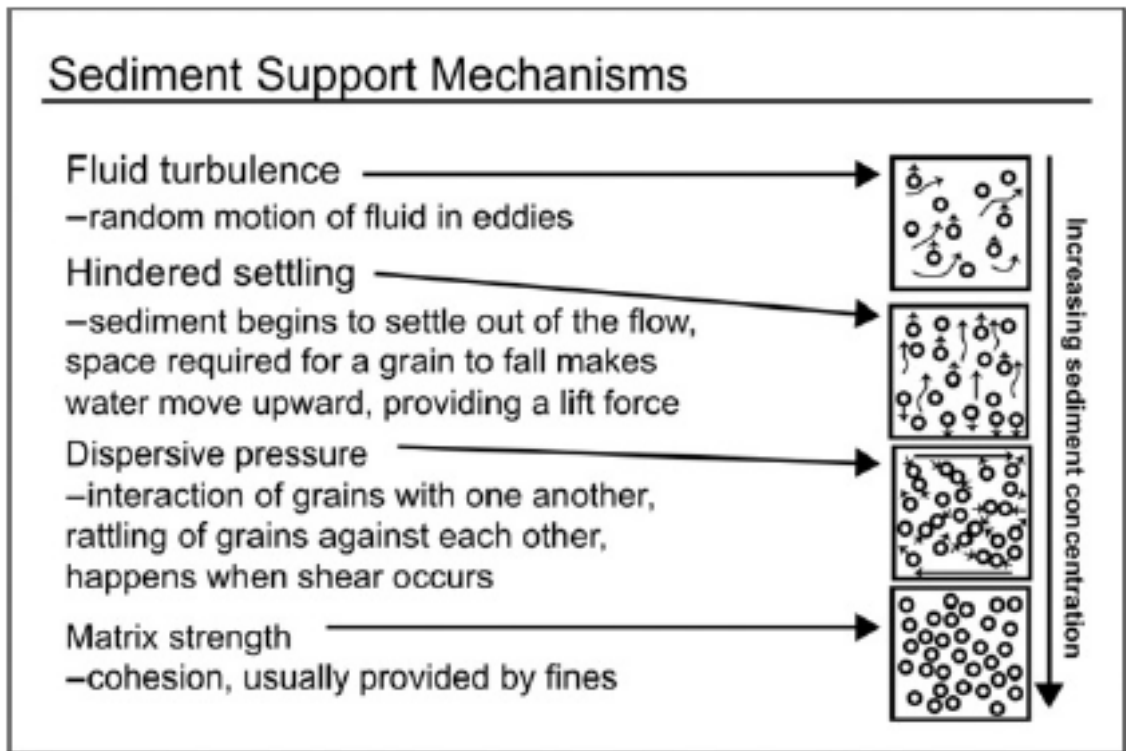 Sediment Support Mechanisms
Fluid turbulence
–random motion of fluid in eddies
Hindered settling
–sediment begins to settle out of the flow,
space required for a grain to fall makes
water move upward, providing a lift force
Dispersive pressure
–interaction of grains with one another,
rattling of grains against each other,
happens when shear occurs
Matrix strength
–cohesion, usually provided by fines
Increasing sediment concentration